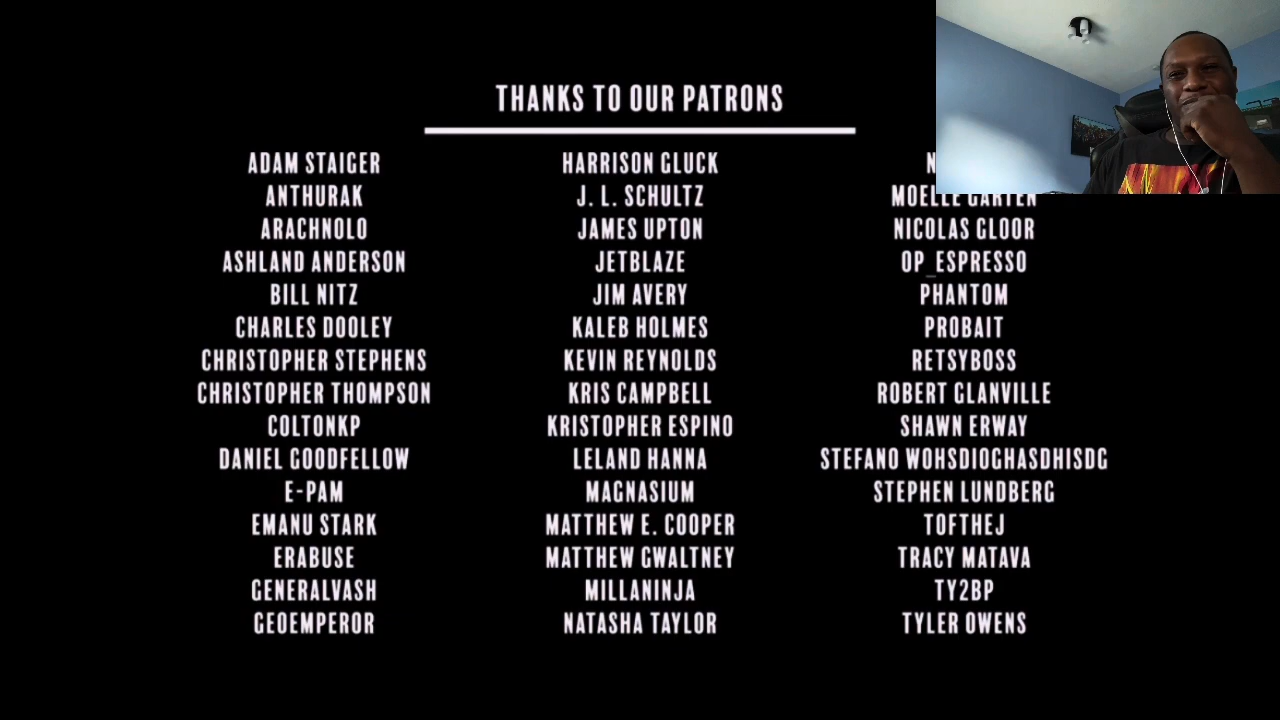 THANKS TO OUR PATRONS
ADAM STAIGER
ANTHURAK
ARACHNOLO
ASHLAND ANDERSON
BILL NITZ
CHARLES DOOLEY
CHRISTOPHER STEPHENS
CHRISTOPHER THOMPSON
COLTONKP
DANIEL GOODFELLOW
E-PAM
EMANU STARK
ERABUSE
GENERALVASH
GEOEMPEROR
HARRISON GLUCK
J. L. SCHULTZ
JAMES UPTON
JETBLAZE
JIM AVERY
KALEB HOLMES
KEVIN REYNOLDS
KRIS CAMPBELL
KRISTOPHER ESPINO
LELAND HANNA
MAGNASIUM
MATTHEW E. COOPER
MATTHEW GWALTNEY
MILLANINJA
NATASHA TAYLOR
MOELLE GARTEN
NICOLAS GLOOR
OP_ESPRESSO
PHANTOM
PROBAIT
RETSYBOSS
ROBERT GLANVILLE
SHAWN ERWAY
STEFANO WOHSDIOGHASDHISDG
STEPHEN LUNDBERG
TOFTHEJ
TRACY MATAVA
TY2BP
TYLER OWENS